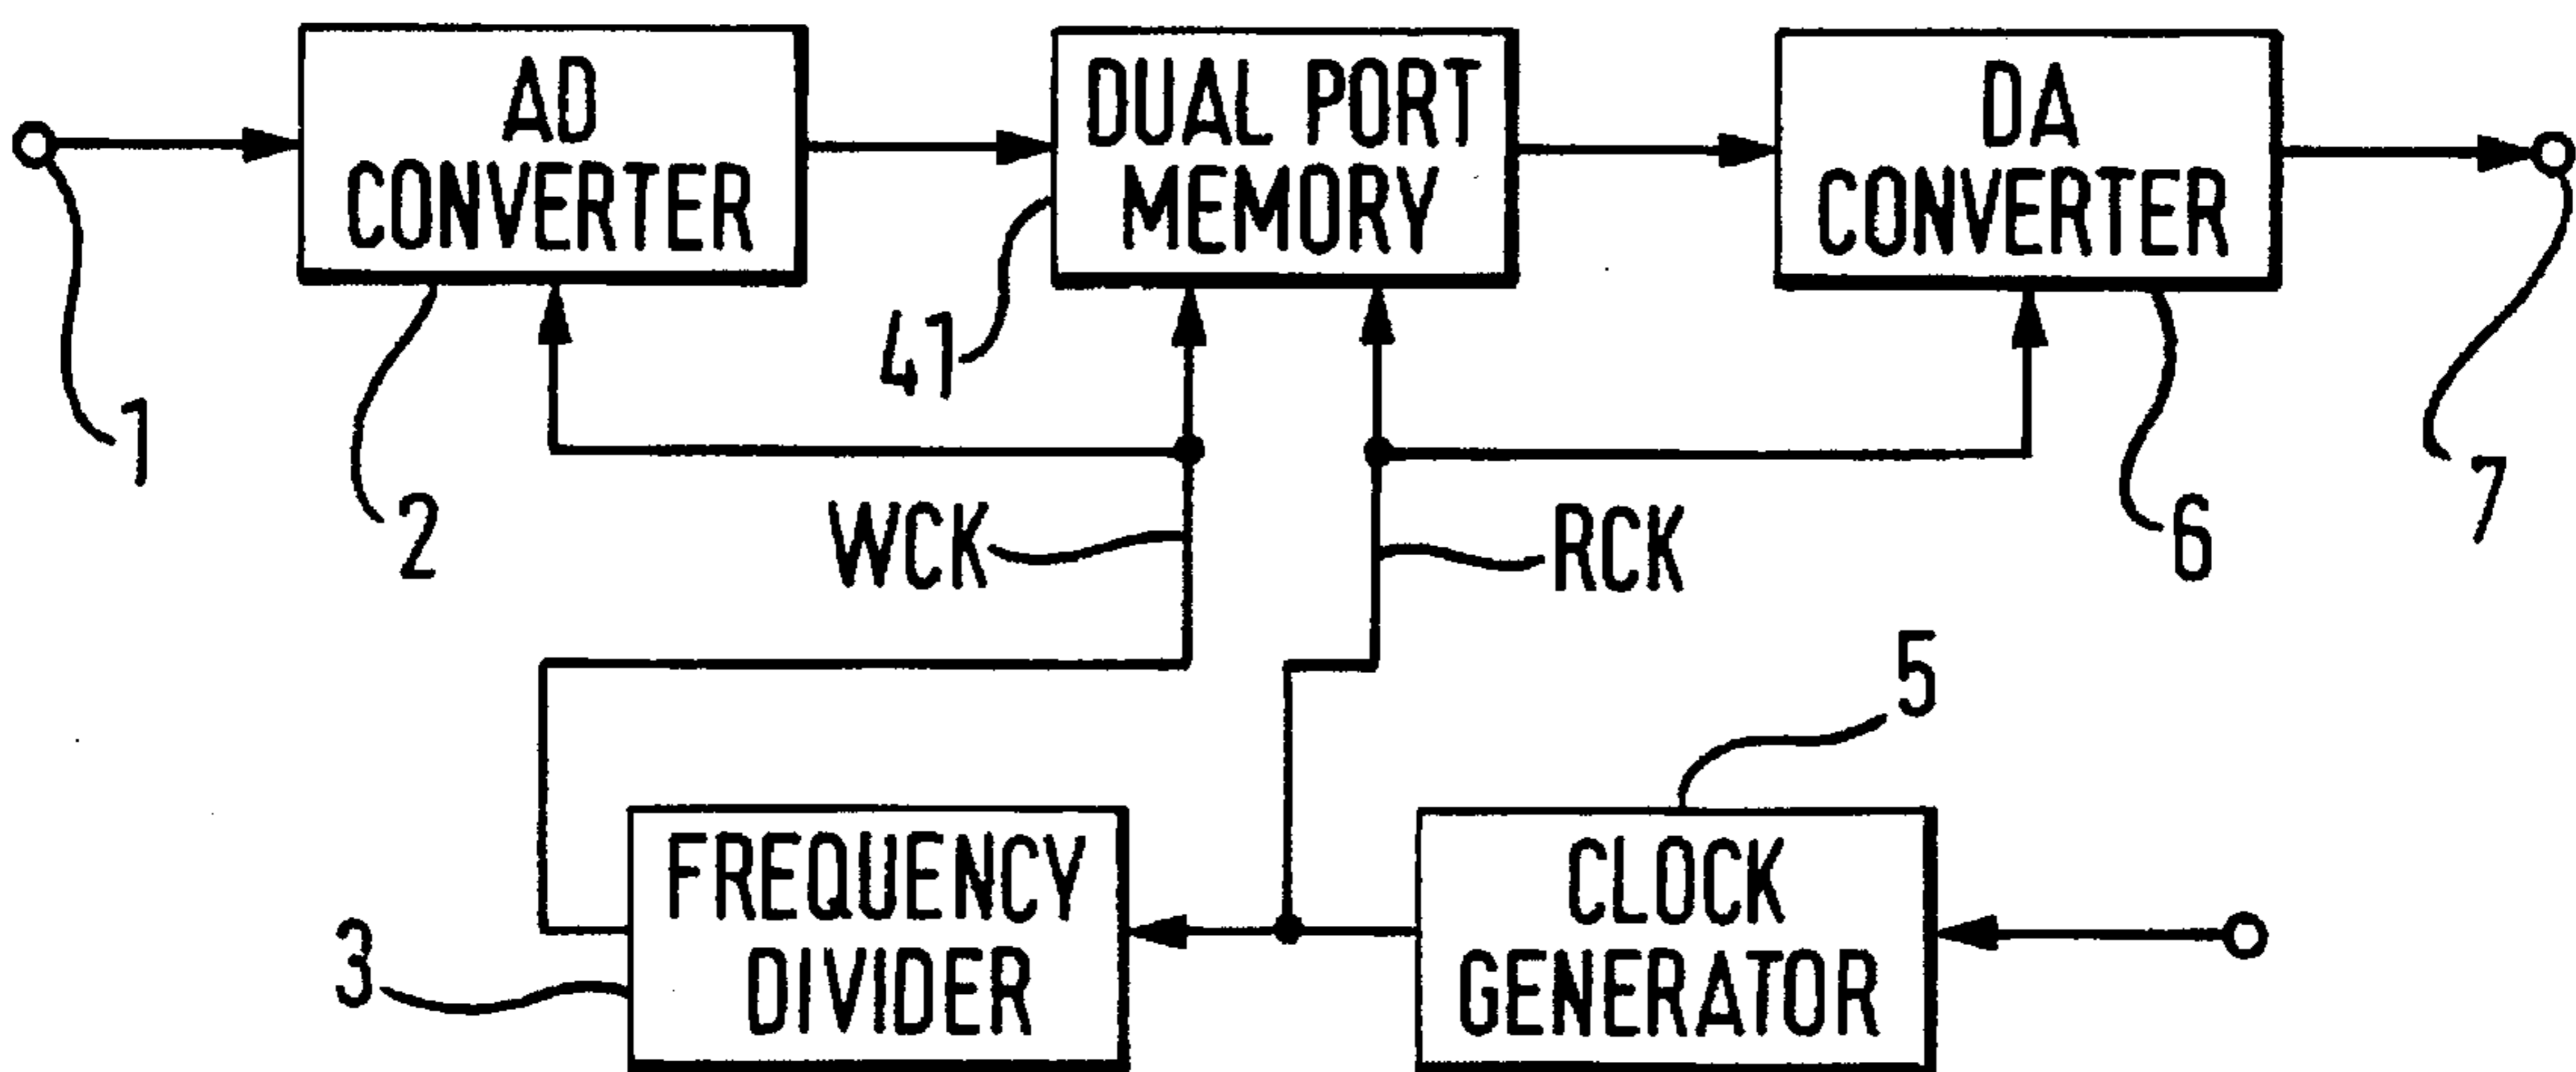 AD
CONVERTER
DUAL PORT
MEMORY
DA
CONVERTER
1
2
41
WCK
RCK
6
7
5
3
FREQUENCY
DIVIDER
CLOCK
GENERATOR